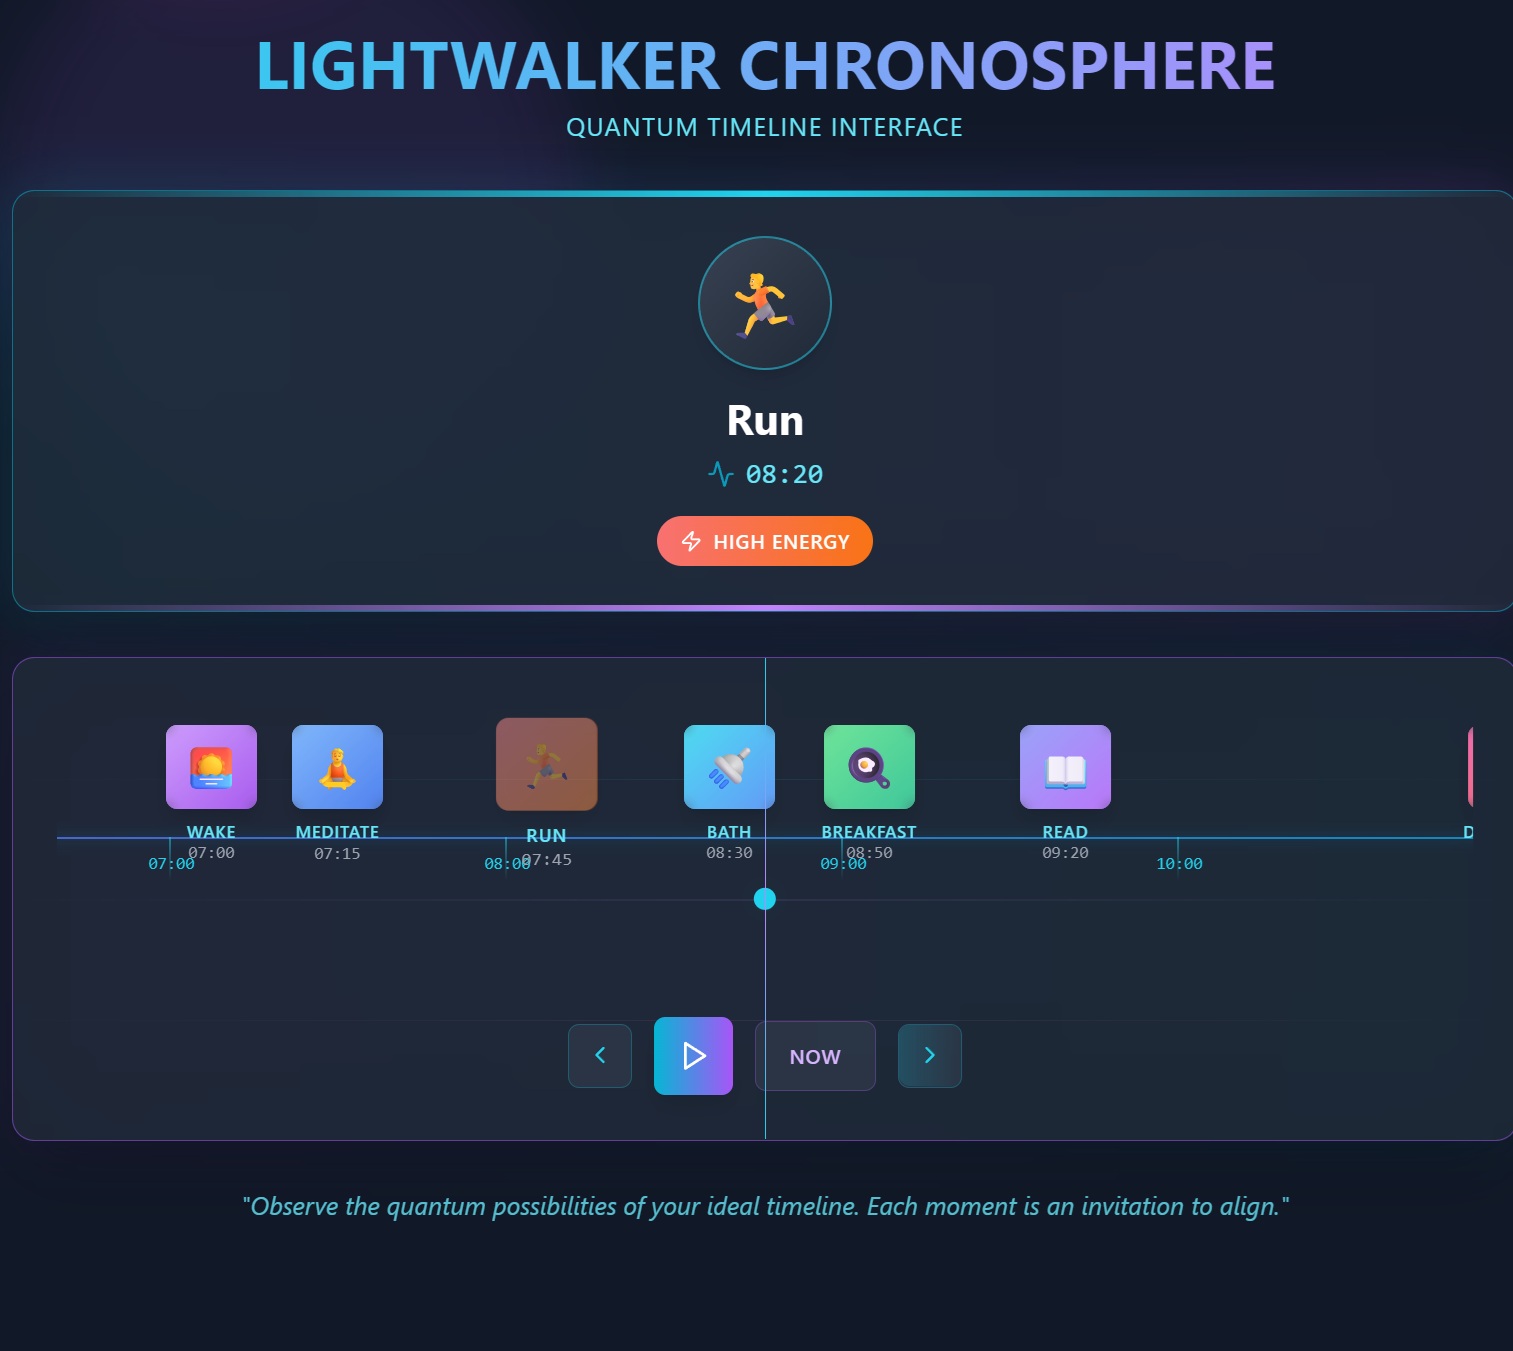 LIGHTWALKER CHRONOSPHERE
QUANTUM TIMELINE INTERFACE
Run
08:20
HIGH ENERGY
WAKE
MEDITATE
RUN
BATH
BREAKFAST
READ
D
07:00
07:15
07:45
08:30
08:50
09:20
07:00
08:00
09:00
10:00
NOW
"Observe the quantum possibilities of your ideal timeline. Each moment is an invitation to align."